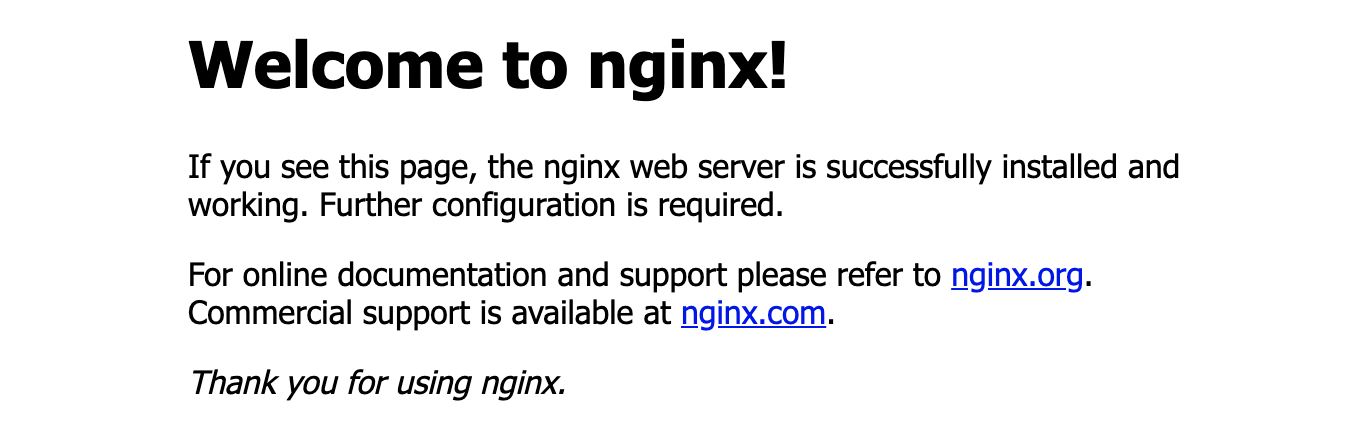 Welcome to nginx!
If you see this page, the nginx web server is successfully installed and
working. Further configuration is required.
For online documentation and support please refer to nginx.org.
Commercial support is available at nginx.com.
Thank you for using nginx.